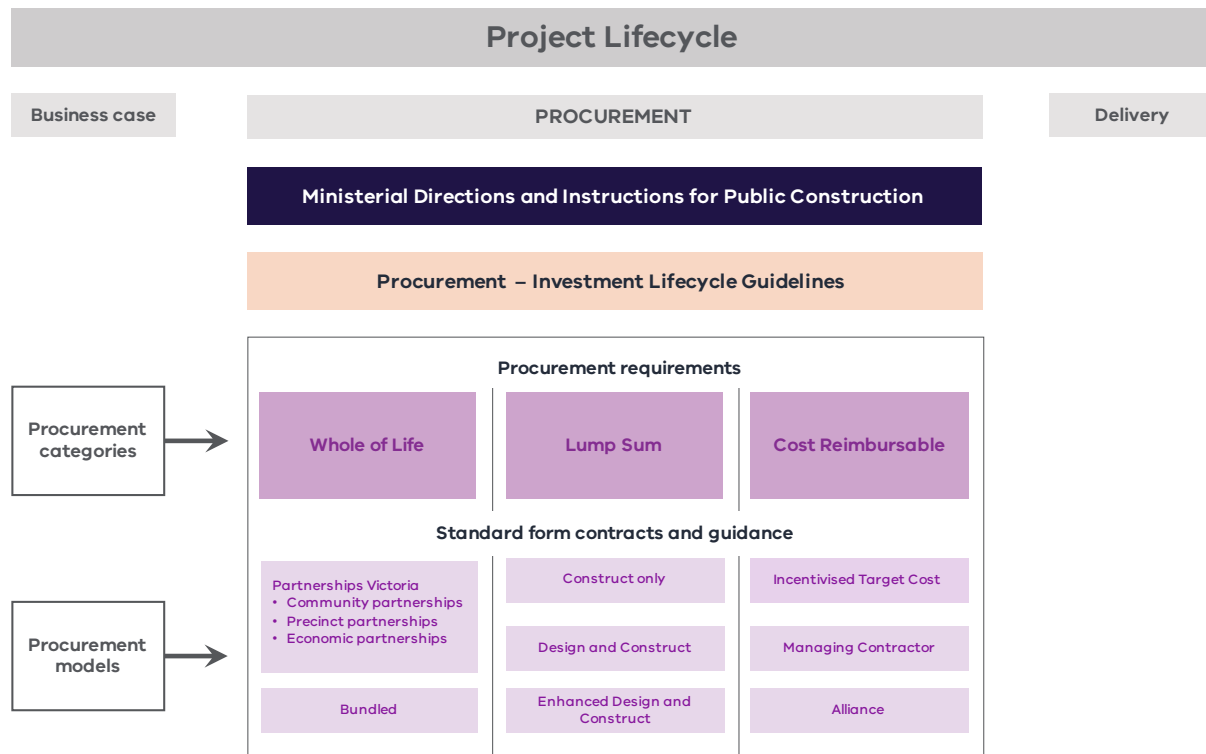 Project Lifecycle
Business case
PROCUREMENT
Delivery
Ministerial Directions and Instructions for Public Construction
Procurement – Investment Lifecycle Guidelines
Procurement requirements
Procurement
categories
Whole of Life
Lump Sum
Cost Reimbursable
Standard form contracts and guidance
Procurement
models
Partnerships Victoria
• Community partnerships
• Precinct partnerships
• Economic partnerships
Bundled
Construct only
Design and Construct
Enhanced Design and
Construct
Incentivised Target Cost
Managing Contractor
Alliance